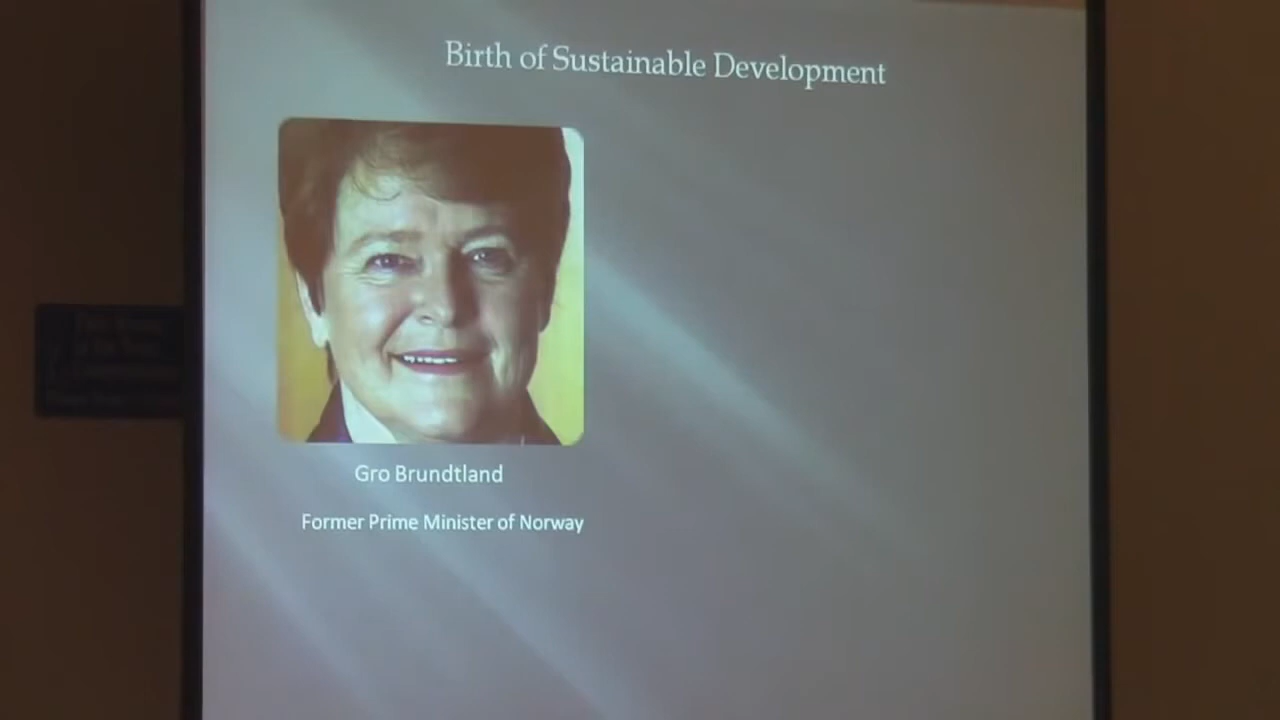 Birth of Sustainable Development
Gro Brundtland
Former Prime Minister of Norway